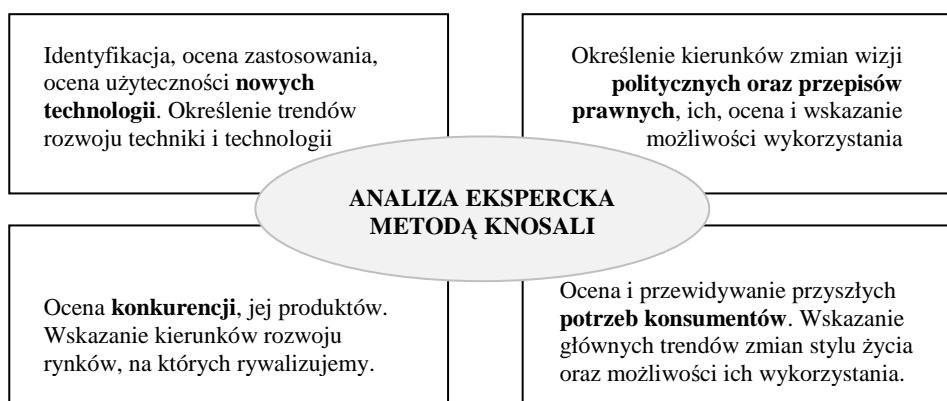 Identyfikacja, ocena zastosowania,
ocena użyteczności nowych
technologii. Określenie trendów
rozwoju techniki i technologii
Określenie kierunków zmian wizji
politycznych oraz przepisów
prawnych, ich, ocena i wskazanie
możliwości wykorzystania
ANALIZA EKSPERCKA
METODĄ KNOSALI
Ocena konkurencji, jej produktów.
Wskazanie kierunków rozwoju
rynków, na których rywalizujemy.
Ocena i przewidywanie przyszłych
potrzeb konsumentów. Wskazanie
głównych trendów zmian stylu życia
oraz możliwości ich wykorzystania.